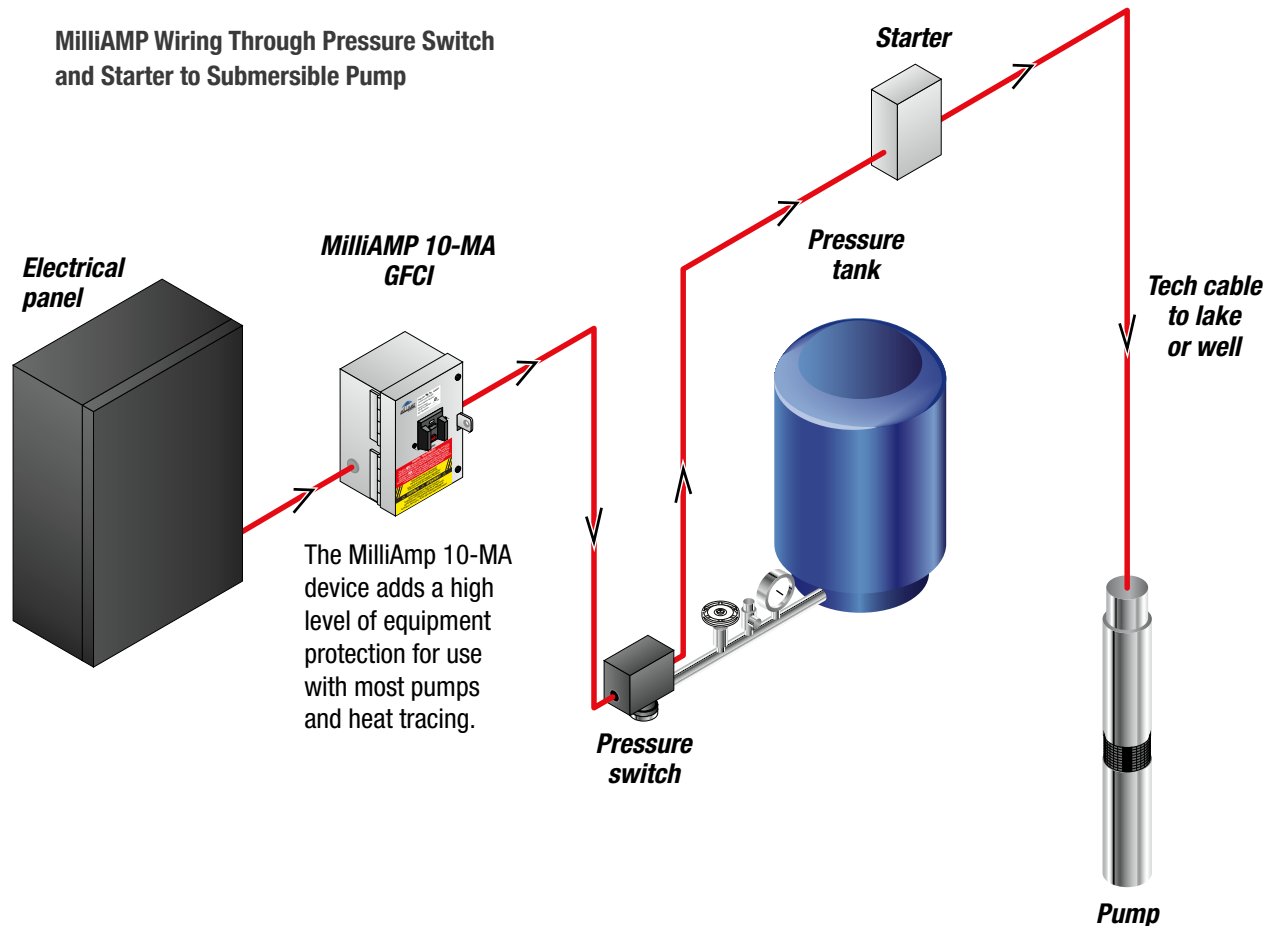 MilliAMP Wiring Through Pressure Switch
and Starter to Submersible Pump
Starter
MilliAMP 10-MA
GFCI
Electrical
panel
Pressure
tank
Tech cable
to lake
or well
The MilliAmp 10-MA
device adds a high
level of equipment
protection for use
with most pumps
and heat tracing.
Pressure
switch
Pump